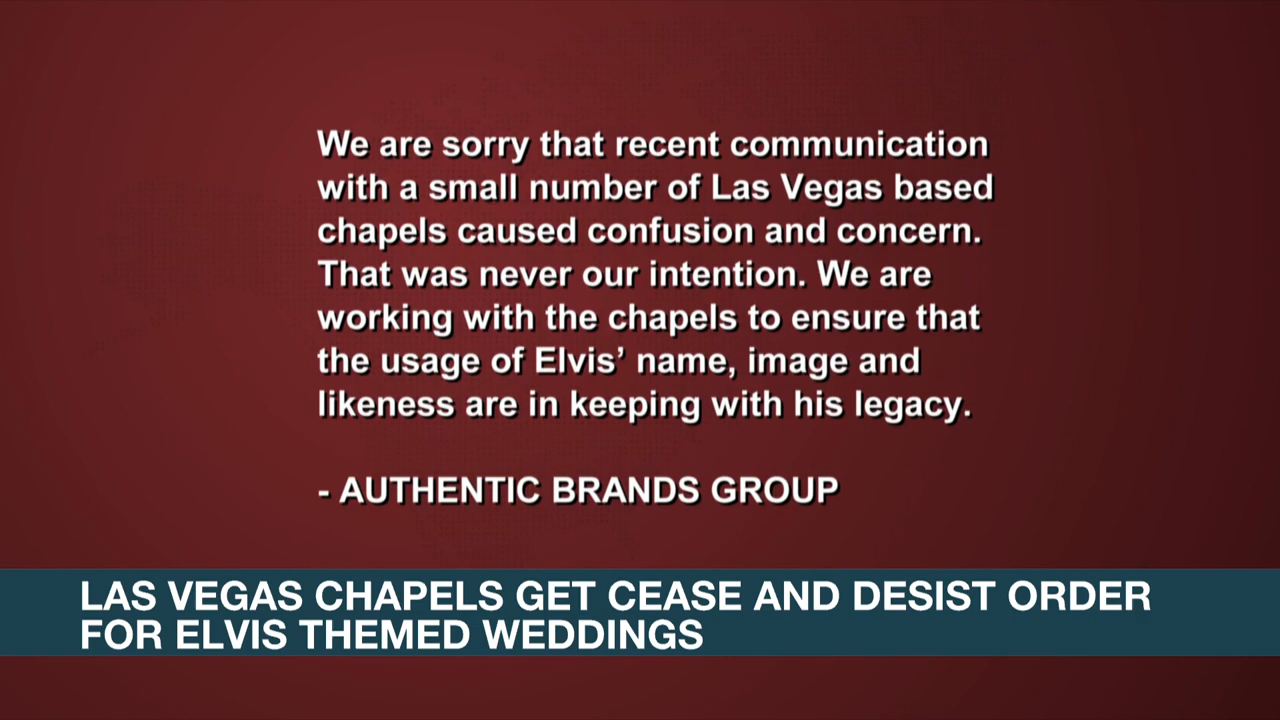 We are sorry that recent communication
with a small number of Las Vegas based
chapels caused confusion and concern.
That was never our intention. We are
working with the chapels to ensure that
the usage of Elvis’ name, image and
likeness are in keeping with his legacy.
- AUTHENTIC BRANDS GROUP
LAS VEGAS CHAPELS GET CEASE AND DESIST ORDER
FOR ELVIS THEMED WEDDINGS